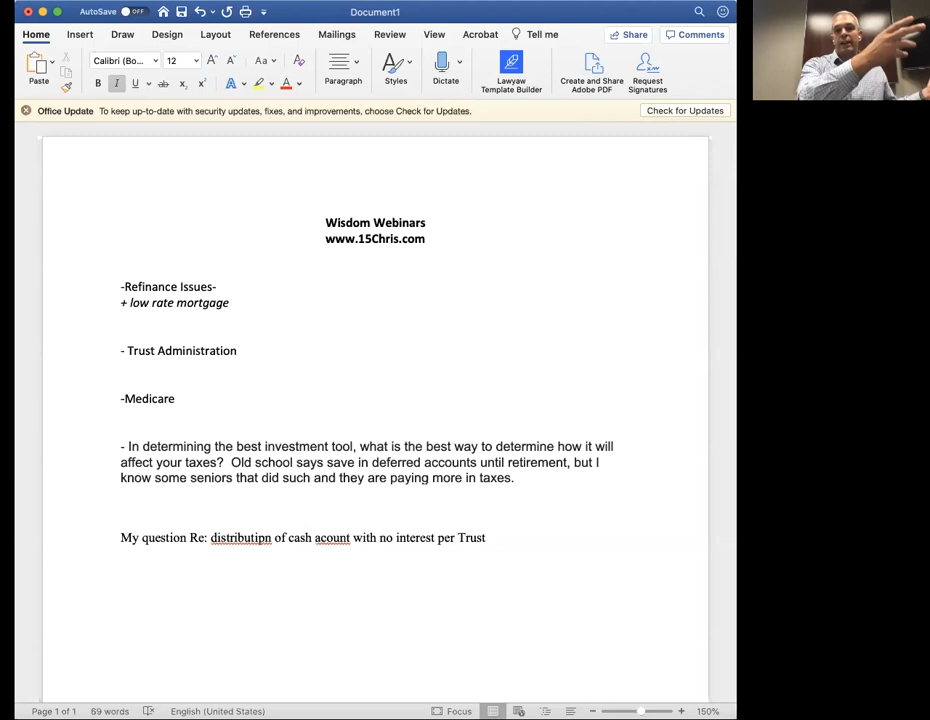 AutoSave OFF Document1
Home Insert Draw Design Layout References Mailings Review View Acrobat Tell me Share Comments
Paste Calibri (Bo... 12 Aa Paragraph Styles Dictate Lawyaw Template Builder Create and Share Adobe PDF Request Signatures
B I U ab x₂ x² A A
Office Update To keep up-to-date with security updates, fixes, and improvements, choose Check for Updates. Check for Updates
Wisdom Webinars
www.15Chris.com
-Refinance Issues-
+ low rate mortgage
- Trust Administration
-Medicare
- In determining the best investment tool, what is the best way to determine how it will
affect your taxes? Old school says save in deferred accounts until retirement, but I
know some seniors that did such and they are paying more in taxes.
My question Re: distributipn of cash acount with no interest per Trust
Page 1 of 1 69 words English (United States) Focus 150%